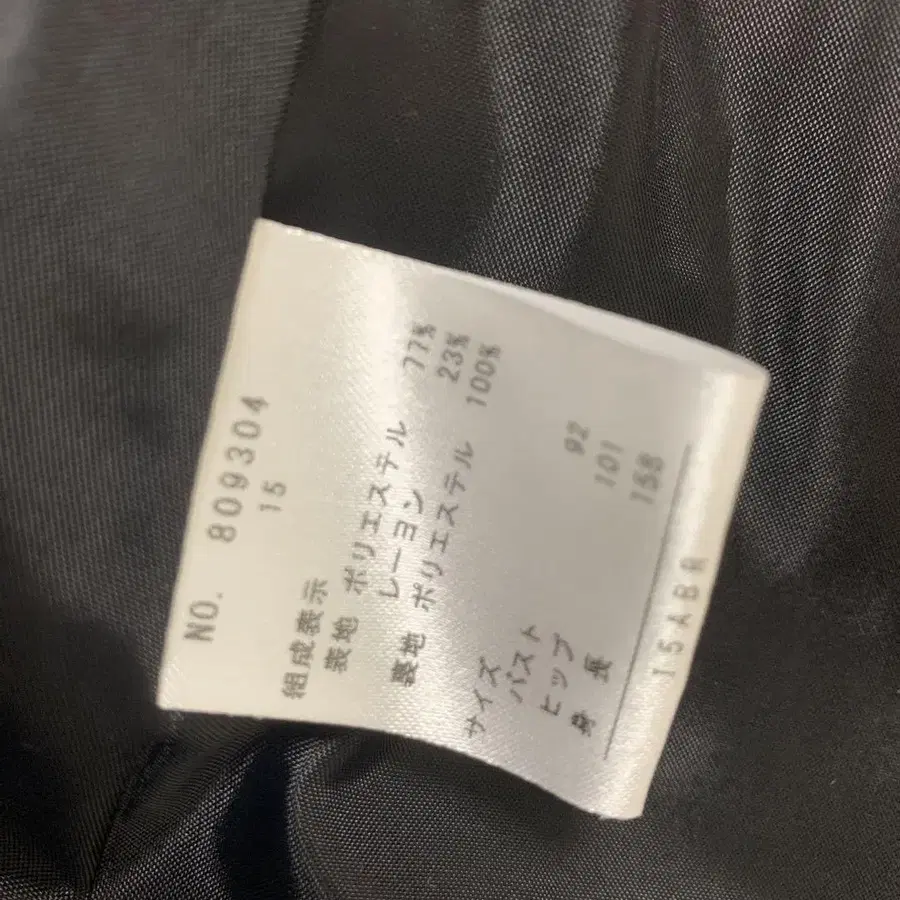 NO. 809304
15
組成表示
表地 ポリエステル 77%
レーヨン 23%
裏地 ポリエステル 100%
サイズ
バスト 92
ヒップ 101
身長 158
15ABR